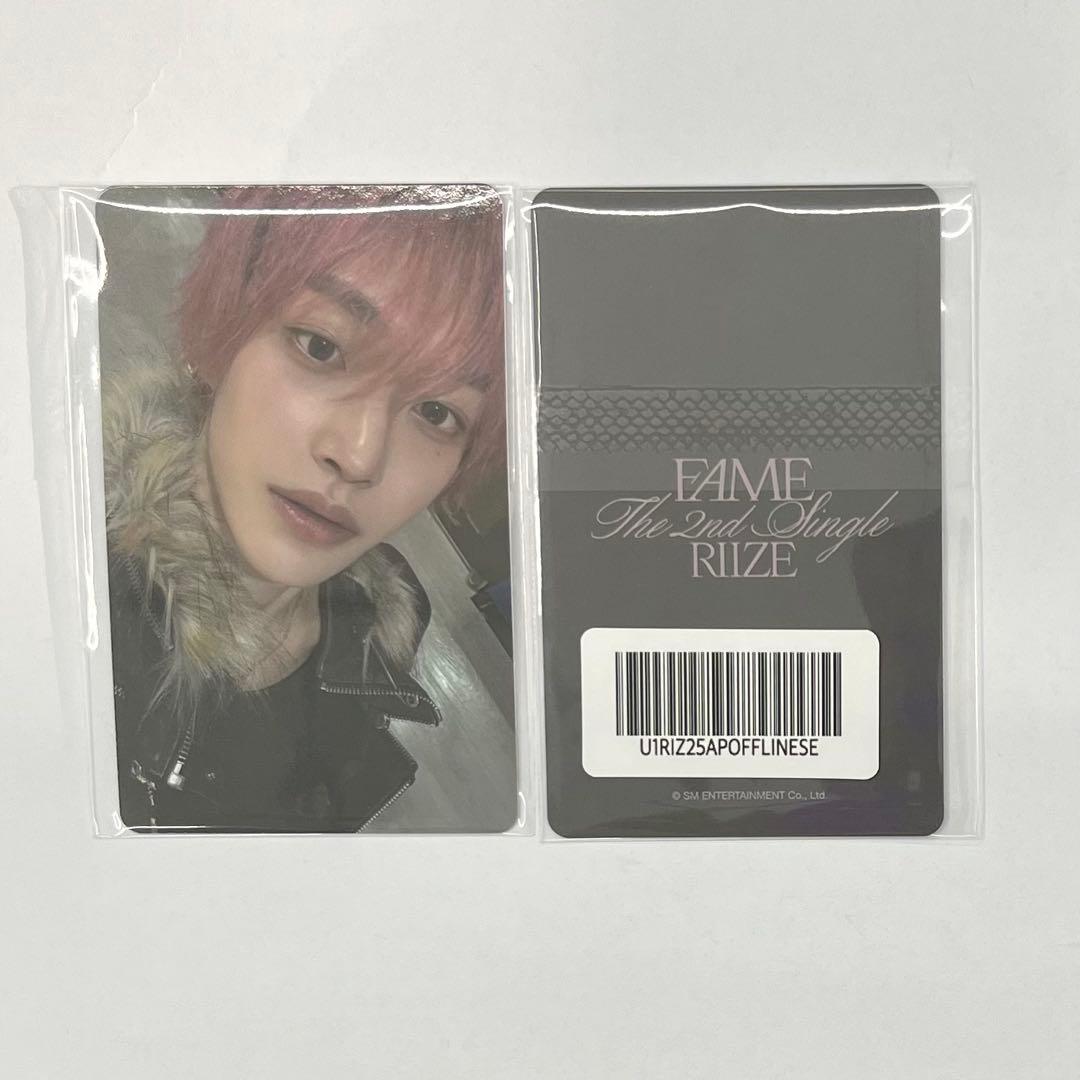 FAME
The 2nd Single
RIIZE
U1RIZ25APOFFLINESE
© SM ENTERTAINMENT Co., Ltd.